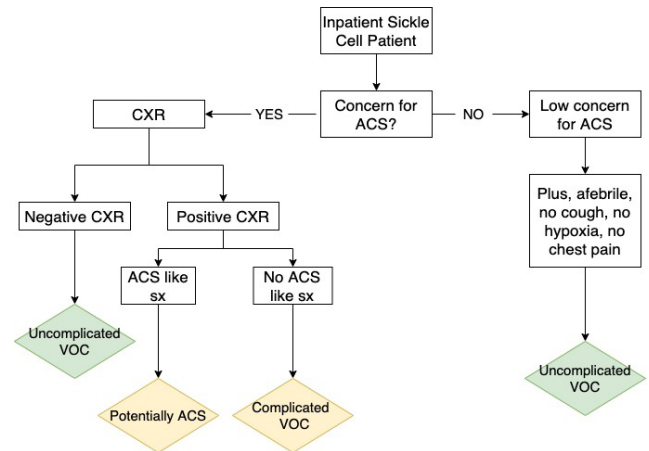 Inpatient Sickle
Cell Patient
CXR
YES
Concern for
ACS?
NO
Low concern
for ACS
Negative CXR
Positive CXR
Plus, afebrile,
no cough, no
hypoxia, no
chest pain
ACS like
sx
No ACS
like sx
Uncomplicated
VOC
Potentially ACS
Complicated
VOC
Uncomplicated
VOC